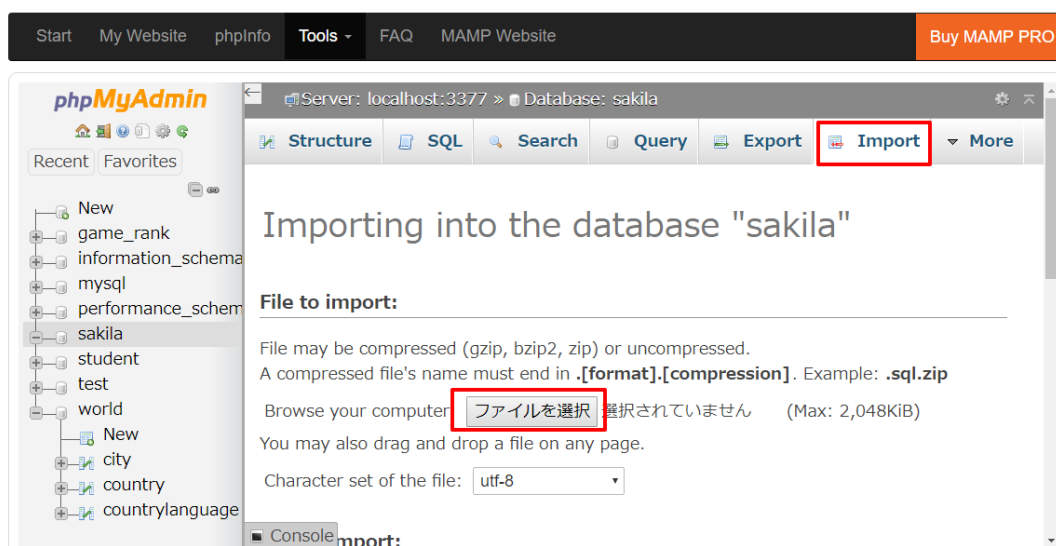 Start My Website phpInfo Tools FAQ MAMP Website Buy MAMP PRO
phpMyAdmin
Recent Favorites
New
game_rank
information_schema
mysql
performance_schem
sakila
student
test
world
New
city
country
countrylanguage
Server: localhost:3377 » Database: sakila
Structure SQL Search Query Export Import More
Importing into the database "sakila"
File to import:
File may be compressed (gzip, bzip2, zip) or uncompressed.
A compressed file's name must end in .[format].[compression]. Example: .sql.zip
Browse your computer ファイルを選択 選択されていません (Max: 2,048KiB)
You may also drag and drop a file on any page.
Character set of the file: utf-8
Console mport: